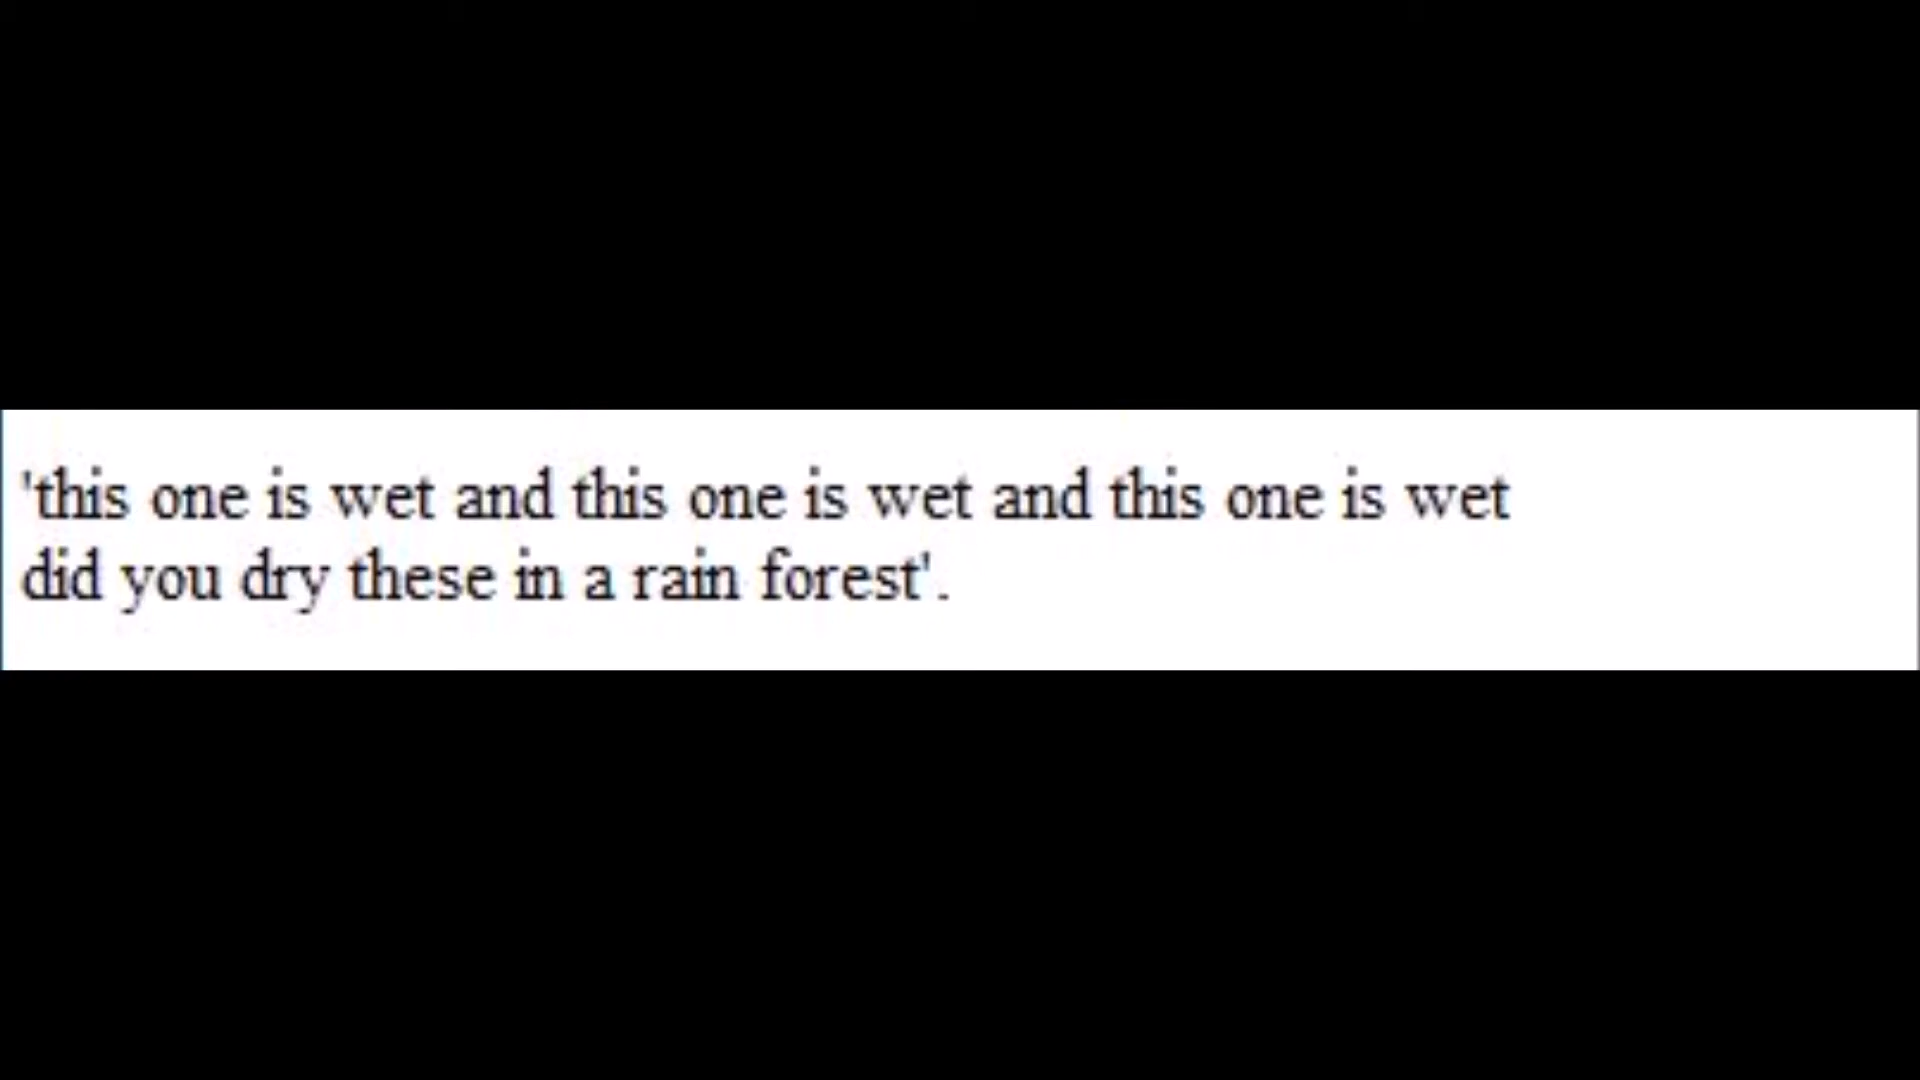 'this one is wet and this one is wet and this one is wet
did you dry these in a rain forest'.